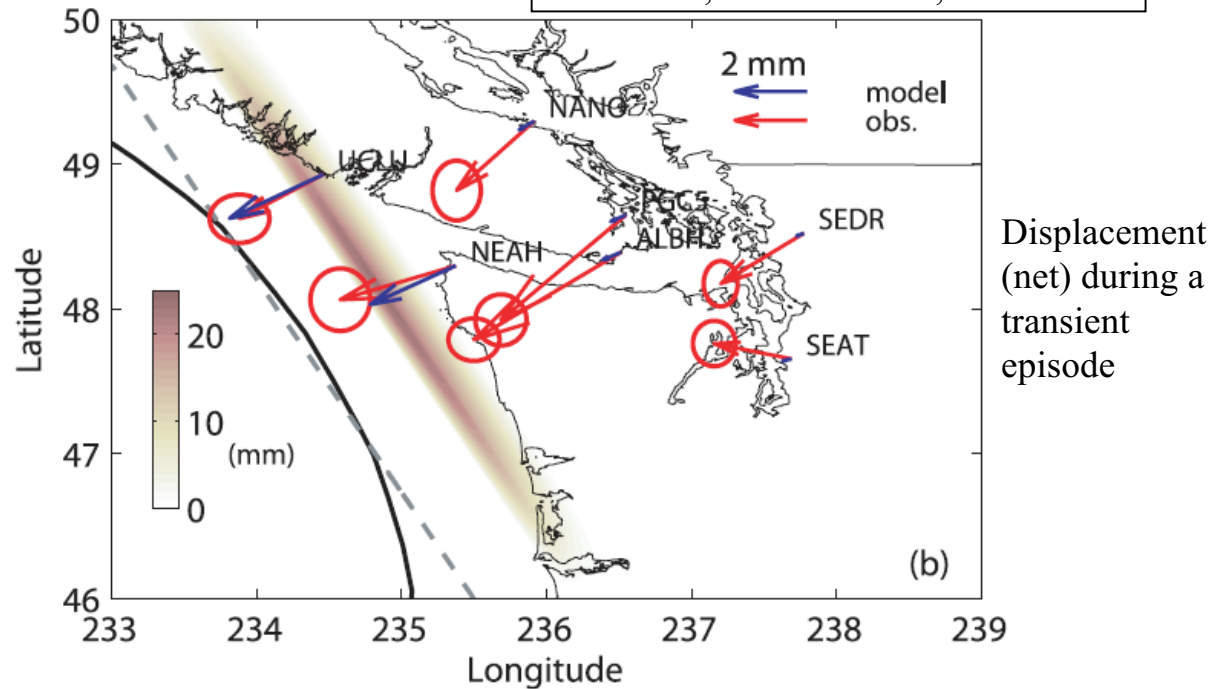 50
49
48
47
46
Latitude
233
234
235
236
237
238
239
Longitude
2 mm
model
obs.
NANO
UCLU
PGC5
ALBH
NEAH
SEDR
SEAT
20
10
0
(mm)
(b)
Displacement
(net) during a
transient
episode